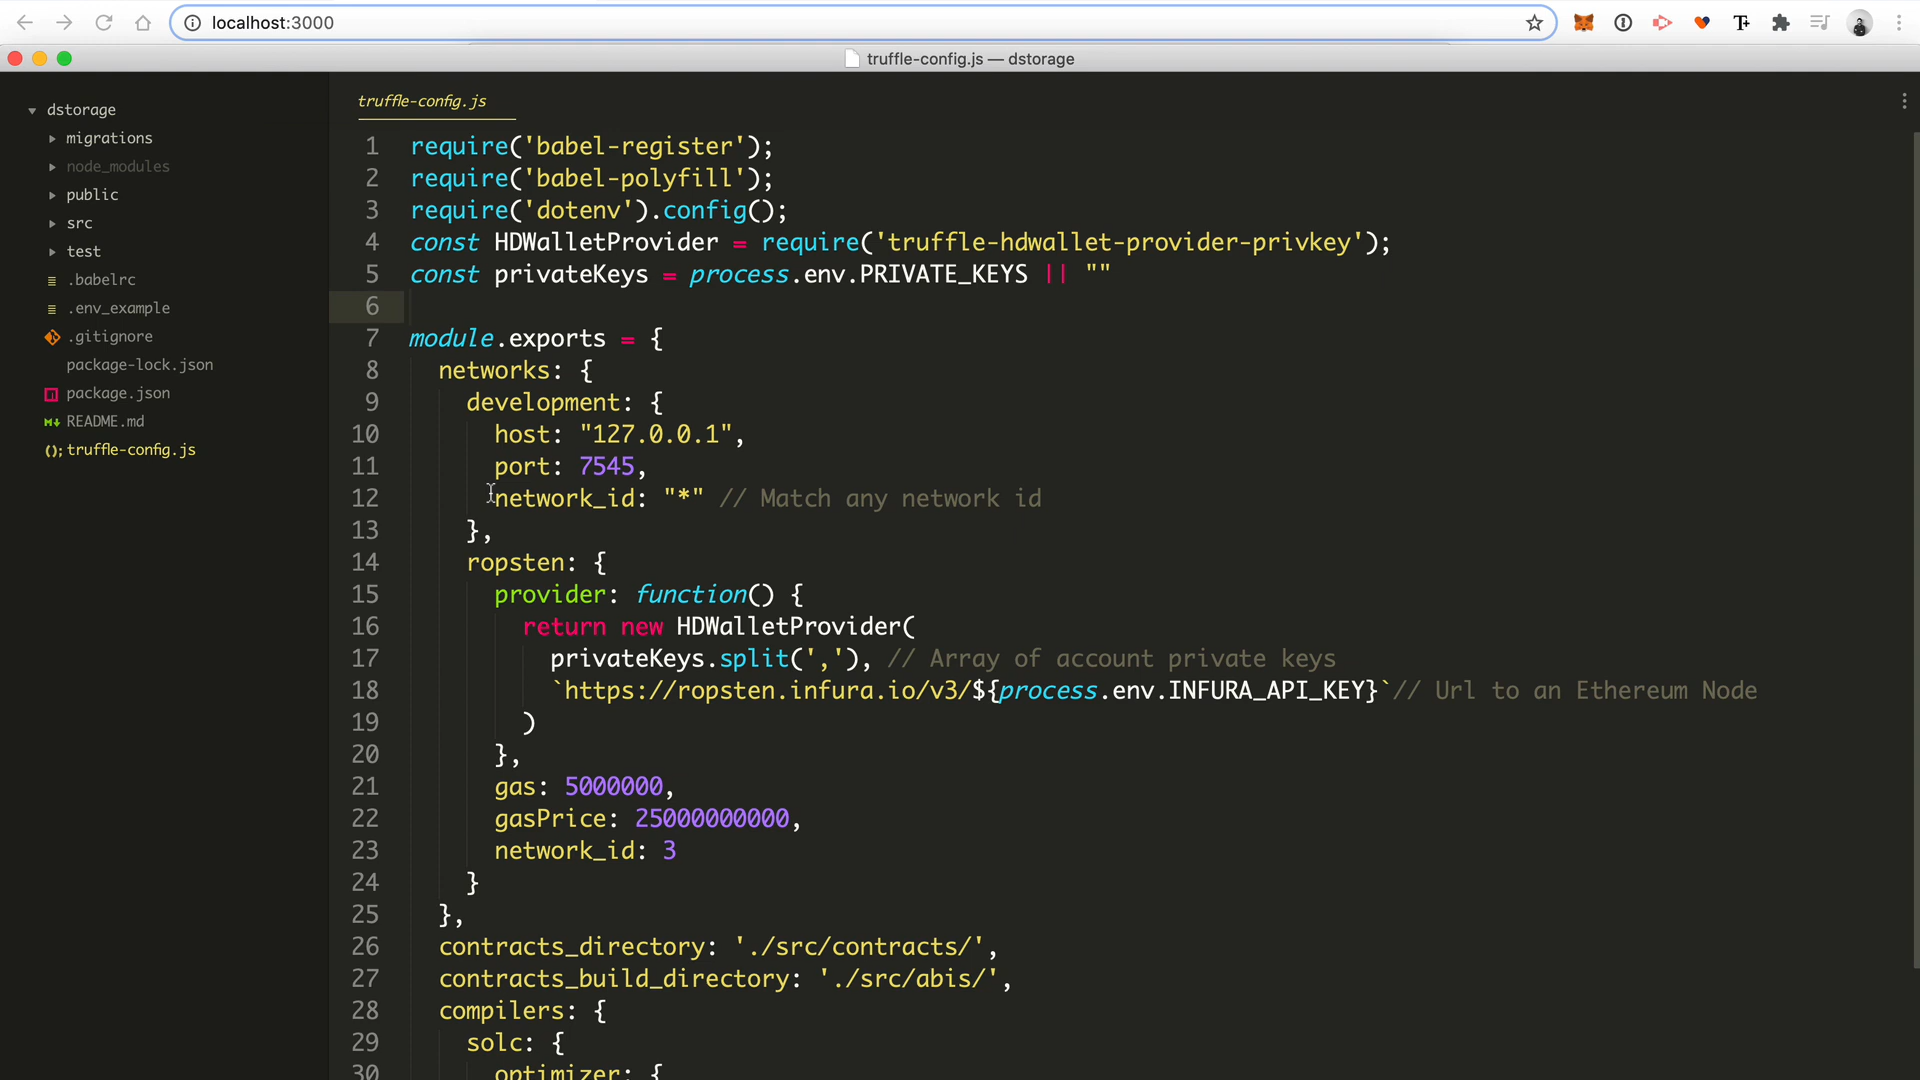 localhost:3000
truffle-config.js — dstorage
dstorage
migrations
node_modules
public
src
test
.babelrc
.env_example
.gitignore
package-lock.json
package.json
README.md
truffle-config.js
truffle-config.js
1 require('babel-register');
2 require('babel-polyfill');
3 require('dotenv').config();
4 const HDWalletProvider = require('truffle-hdwallet-provider-privkey');
5 const privateKeys = process.env.PRIVATE_KEYS || ""
6
7 module.exports = {
8 networks: {
9 development: {
10 host: "127.0.0.1",
11 port: 7545,
12 network_id: "*" // Match any network id
13 },
14 ropsten: {
15 provider: function() {
16 return new HDWalletProvider(
17 privateKeys.split(','), // Array of account private keys
18 `https://ropsten.infura.io/v3/${process.env.INFURA_API_KEY}`// Url to an Ethereum Node
19 )
20 },
21 gas: 5000000,
22 gasPrice: 25000000000,
23 network_id: 3
24 }
25 },
26 contracts_directory: './src/contracts/',
27 contracts_build_directory: './src/abis/',
28 compilers: {
29 solc: {
30 optimizer: {